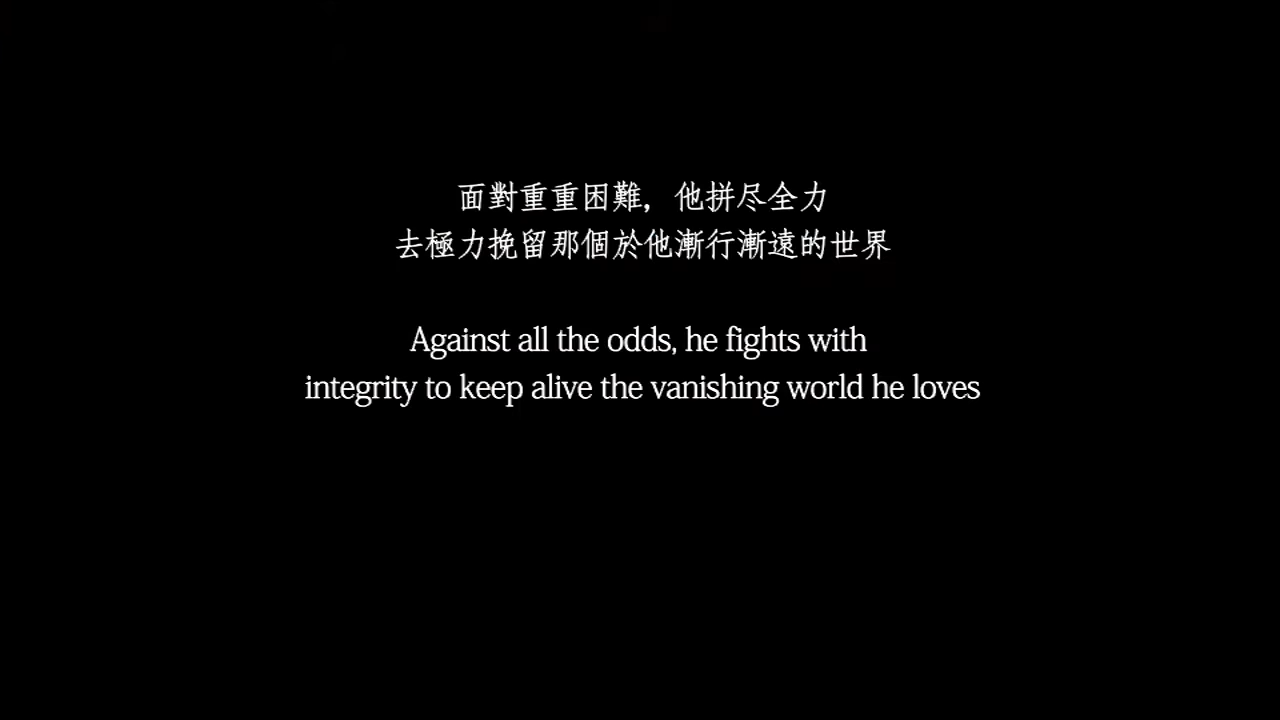 面對重重困難，他拼尽全力
去極力挽留那個於他漸行漸遠的世界
Against all the odds, he fights with
integrity to keep alive the vanishing world he loves